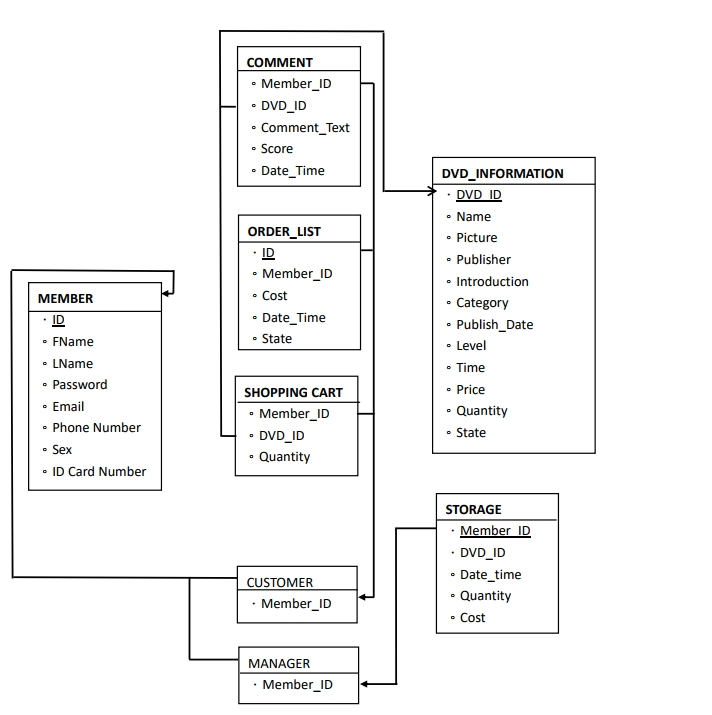 COMMENT
Member_ID
DVD_ID
Comment_Text
Score
Date_Time
DVD_INFORMATION
DVD_ID
Name
Picture
Publisher
Introduction
Category
Publish_Date
Level
Time
Price
Quantity
State
ORDER_LIST
ID
Member_ID
Cost
Date_Time
State
MEMBER
ID
FName
LName
Password
Email
Phone Number
Sex
ID Card Number
SHOPPING CART
Member_ID
DVD_ID
Quantity
STORAGE
Member_ID
DVD_ID
Date_time
Quantity
Cost
CUSTOMER
Member_ID
MANAGER
Member_ID